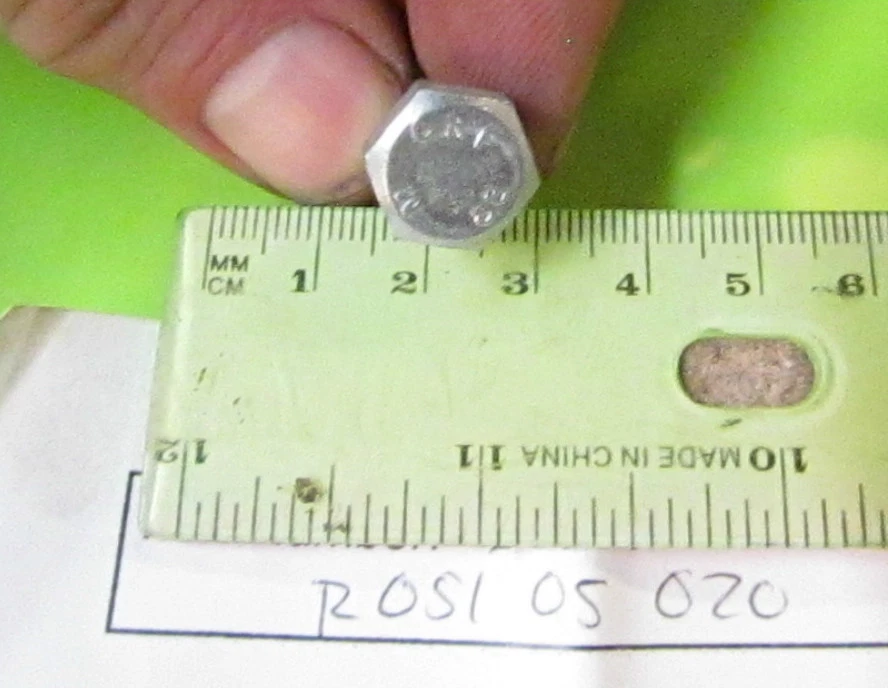 MM
CM
1 2 3 4 5 6
12 11 MADE IN CHINA 10
ROSI 05 020